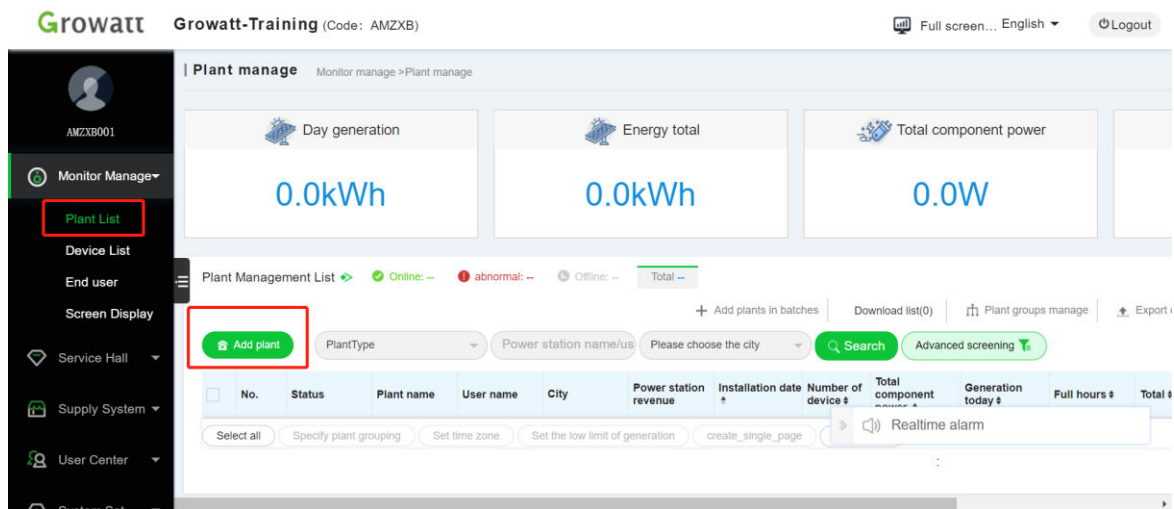 Growatt Growatt-Training (Code: AMZXB) Full screen... English Logout
AMZXB001
Monitor Manage
Plant List
Device List
End user
Screen Display
Service Hall
Supply System
User Center
System Set
Plant manage Monitor manage >Plant manage
Day generation Energy total Total component power
0.0kWh 0.0kWh 0.0W
Plant Management List Online: -- abnormal: -- Offline: -- Total --
Add plants in batches Download list(0) Plant groups manage Export
Add plant PlantType Power station name/us Please choose the city Search Advanced screening
No. Status Plant name User name City Power station revenue Installation date Number of device Total component power Generation today Full hours Total
Realtime alarm
Select all Specify plant grouping Set time zone Set the low limit of generation create_single_page